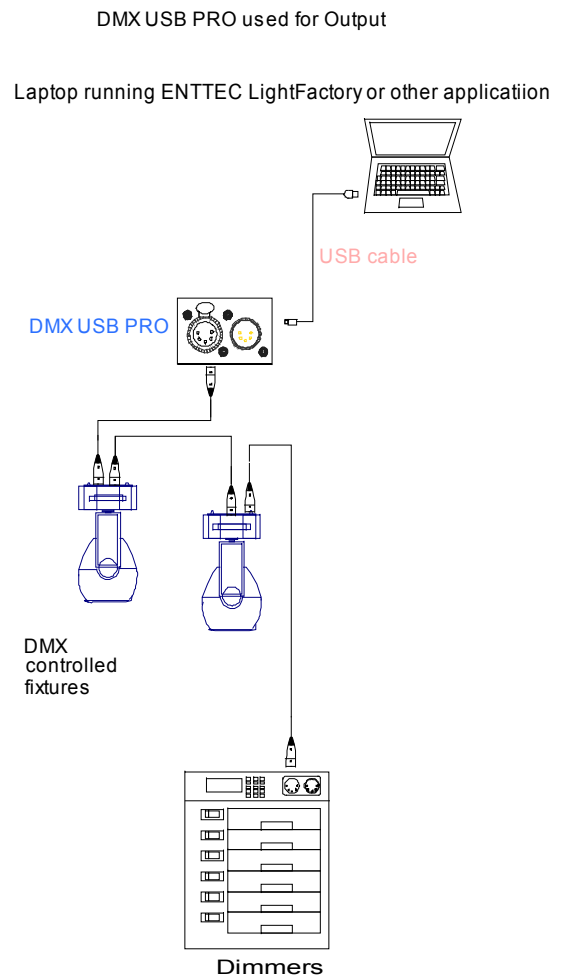 DMX USB PRO used for Output
Laptop running ENTTEC LightFactory or other applicatiion
USB cable
DMX USB PRO
DMX
controlled
fixtures
Dimmers